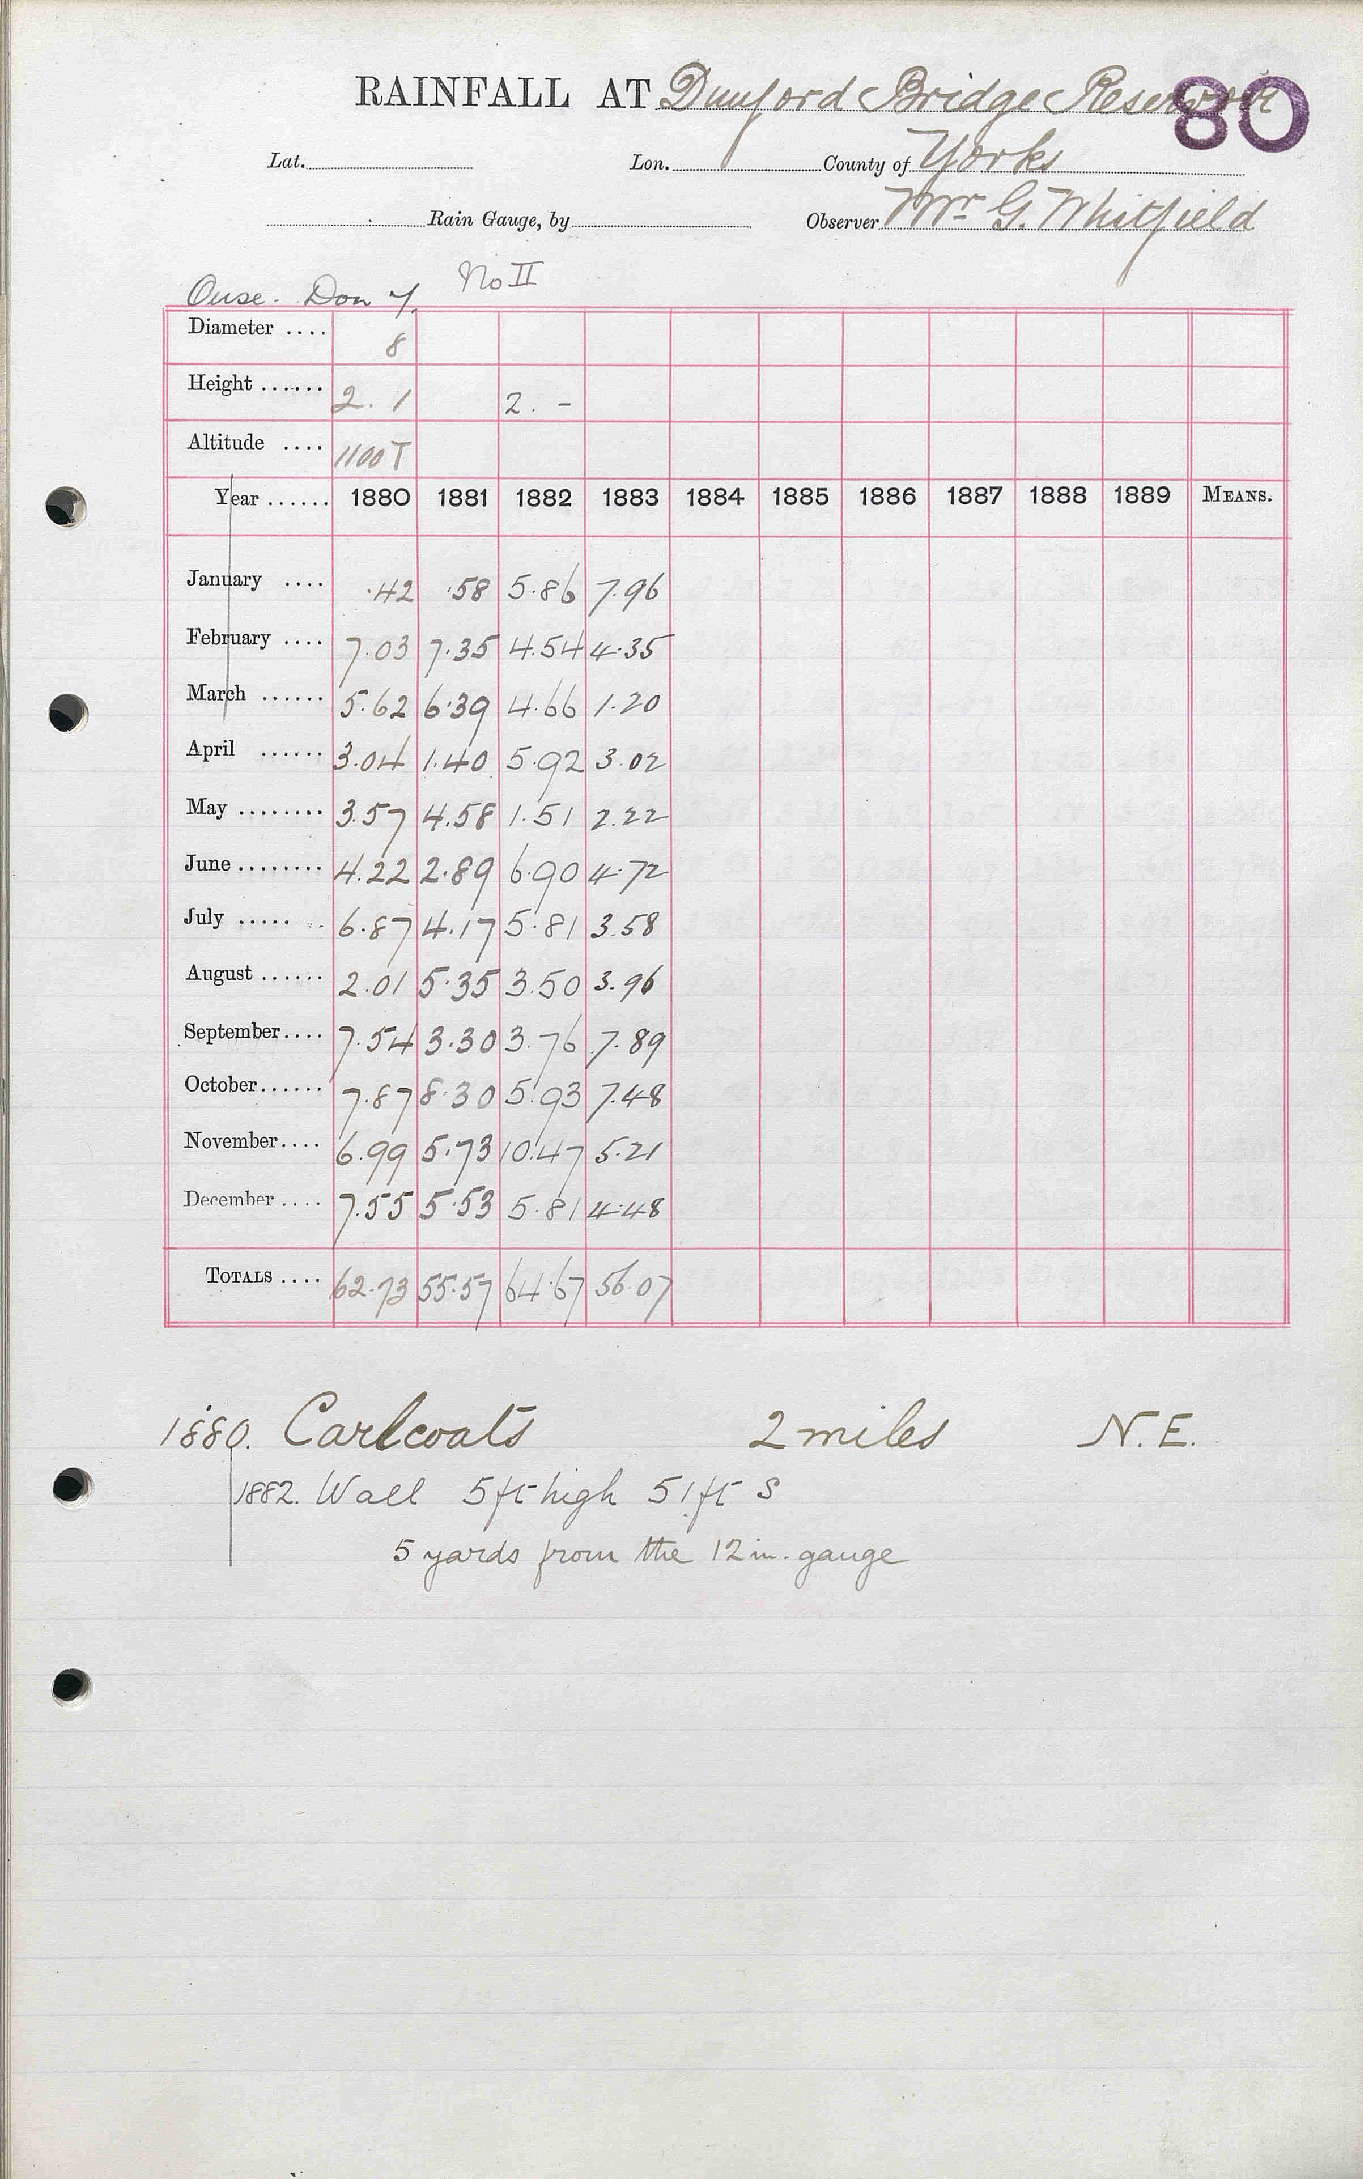 RAINFALL AT Dunford Bridge Reservoir
80
Lat. Lon. County of Yorks
Rain Gauge, by Observer Mr. G. Whitfield
Ouse. Don 7. No II
Diameter .... 8
Height ...... 2. 1 2. -
Altitude .... 1100 T
Year ...... 1880 1881 1882 1883 1884 1885 1886 1887 1888 1889 MEANS.
January .... .42 .58 5.86 7.96
February .... 7.03 7.35 4.54 4.35
March ...... 5.62 6.39 4.66 1.20
April ...... 3.04 1.40 5.92 3.02
May ........ 3.57 4.58 1.51 2.22
June ........ 4.22 2.89 6.90 4.72
July ..... .. 6.87 4.17 5.81 3.58
August ...... 2.01 5.35 3.50 3.96
September .... 7.54 3.30 3.76 7.89
October ...... 7.87 8.30 5.93 7.48
November .... 6.99 5.73 10.47 5.21
December .... 7.55 5.53 5.81 4.48
TOTALS .... 62.73 55.57 64.67 56.07
1880. Carlcoats 2 miles N.E.
1882. Wall 5 ft high 51 ft S
5 yards from the 12 in. gauge